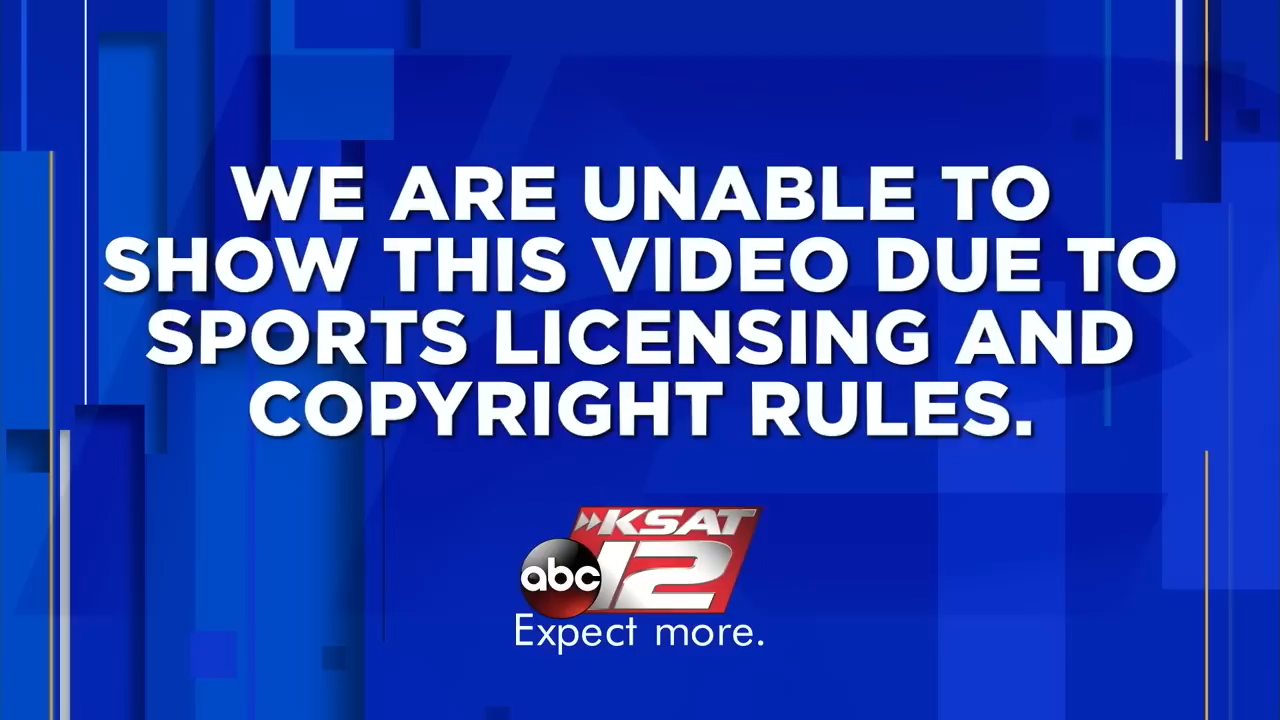 WE ARE UNABLE TO
SHOW THIS VIDEO DUE TO
SPORTS LICENSING AND
COPYRIGHT RULES.
KSAT
abc 12
Expect more.